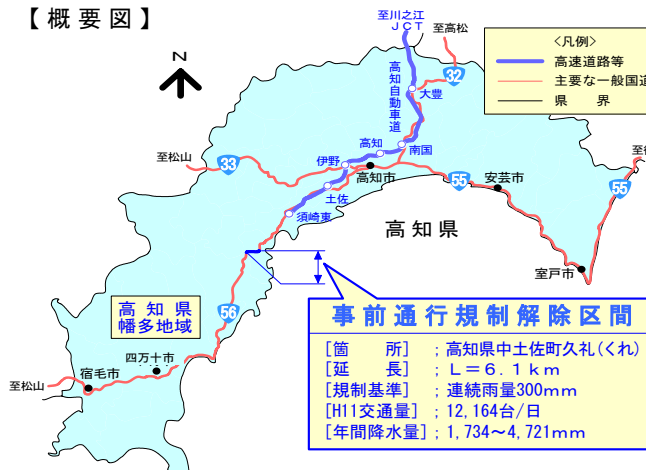 【概要図】
至川之江
ＪＣＴ
至高松
<凡例>
高速道路等
主要な一般国道
県　　界
N
32
高知自動車道
大豊
高知
南国
至松山
33
伊野
高知市
土佐
須崎東
55
安芸市
55
高知県
室戸市
高知県
幡多地域
56
四万十市
宿毛市
至松山
事前通行規制解除区間
[箇　　所] ；高知県中土佐町久礼(くれ)
[延　　長] ；Ｌ＝６．１ｋｍ
[規制基準] ；連続雨量300mm
[H11交通量] ；12,164台/日
[年間降水量] ；1,734～4,721mm